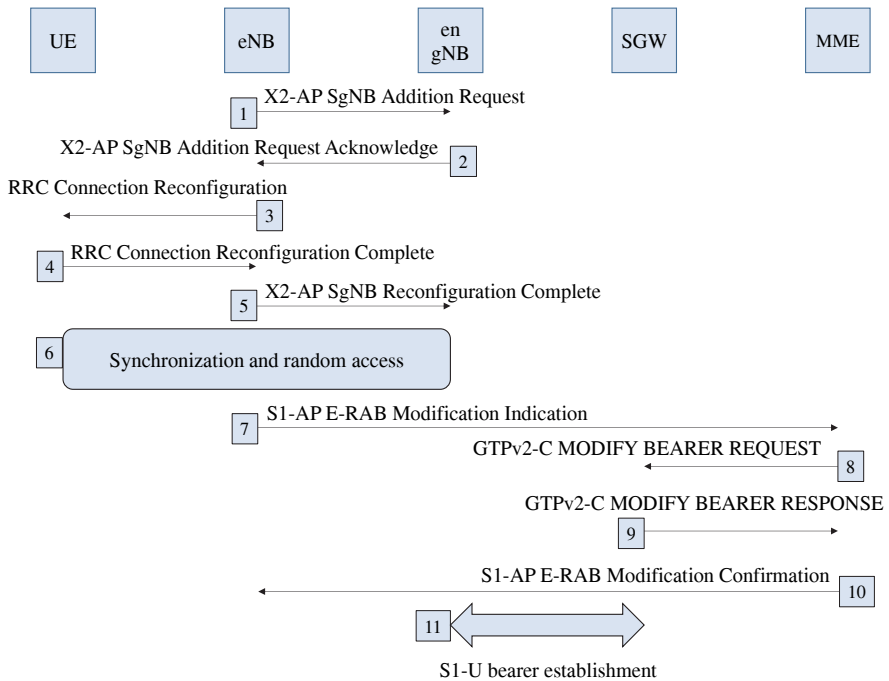 UE
eNB
en
gNB
SGW
MME
X2-AP SgNB Addition Request
1
X2-AP SgNB Addition Request Acknowledge
2
RRC Connection Reconfiguration
3
RRC Connection Reconfiguration Complete
4
X2-AP SgNB Reconfiguration Complete
5
6
Synchronization and random access
S1-AP E-RAB Modification Indication
7
GTPv2-C MODIFY BEARER REQUEST
8
GTPv2-C MODIFY BEARER RESPONSE
9
S1-AP E-RAB Modification Confirmation
10
11
S1-U bearer establishment